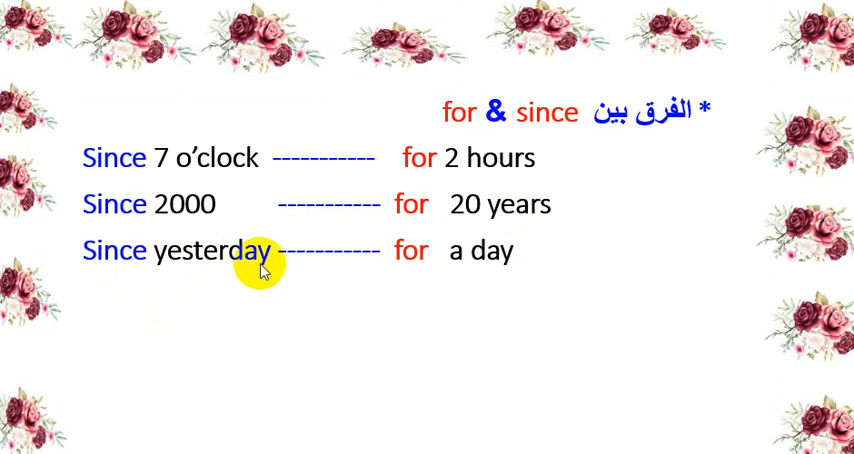 * الفرق بين for & since
Since 7 o’clock ----------- for 2 hours
Since 2000 ----------- for 20 years
Since yesterday ----------- for a day